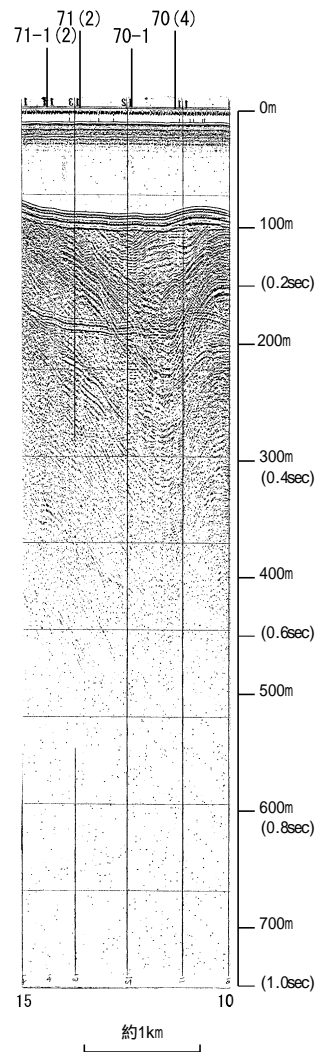 70(4)
71(2)
71-1(2) 70-1
0m
100m
(0.2sec)
200m
300m
(0.4sec)
400m
(0.6sec)
500m
600m
(0.8sec)
700m
(1.0sec)
15 10
約1km